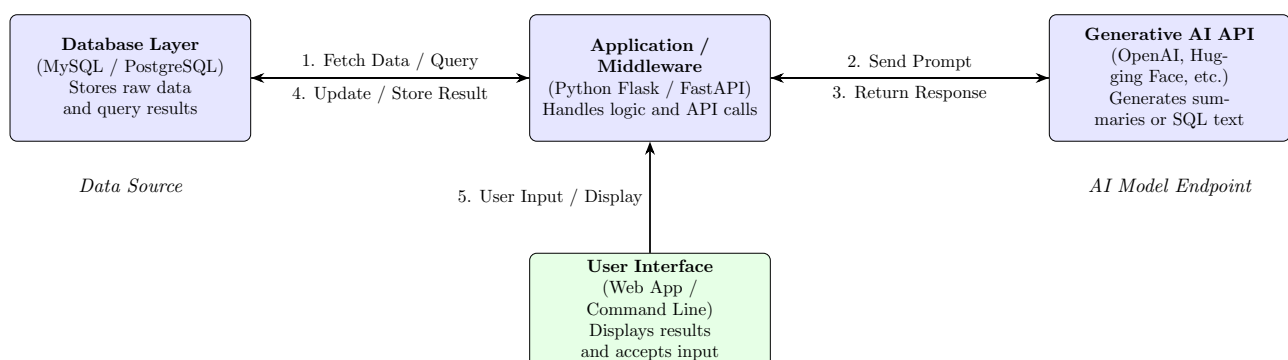 Database Layer
(MySQL / PostgreSQL)
Stores raw data
and query results
1. Fetch Data / Query
4. Update / Store Result
Application /
Middleware
(Python Flask / FastAPI)
Handles logic and API calls
2. Send Prompt
3. Return Response
Generative AI API
(OpenAI, Hug-
ging Face, etc.)
Generates sum-
maries or SQL text
Data Source
5. User Input / Display
AI Model Endpoint
User Interface
(Web App /
Command Line)
Displays results
and accepts input